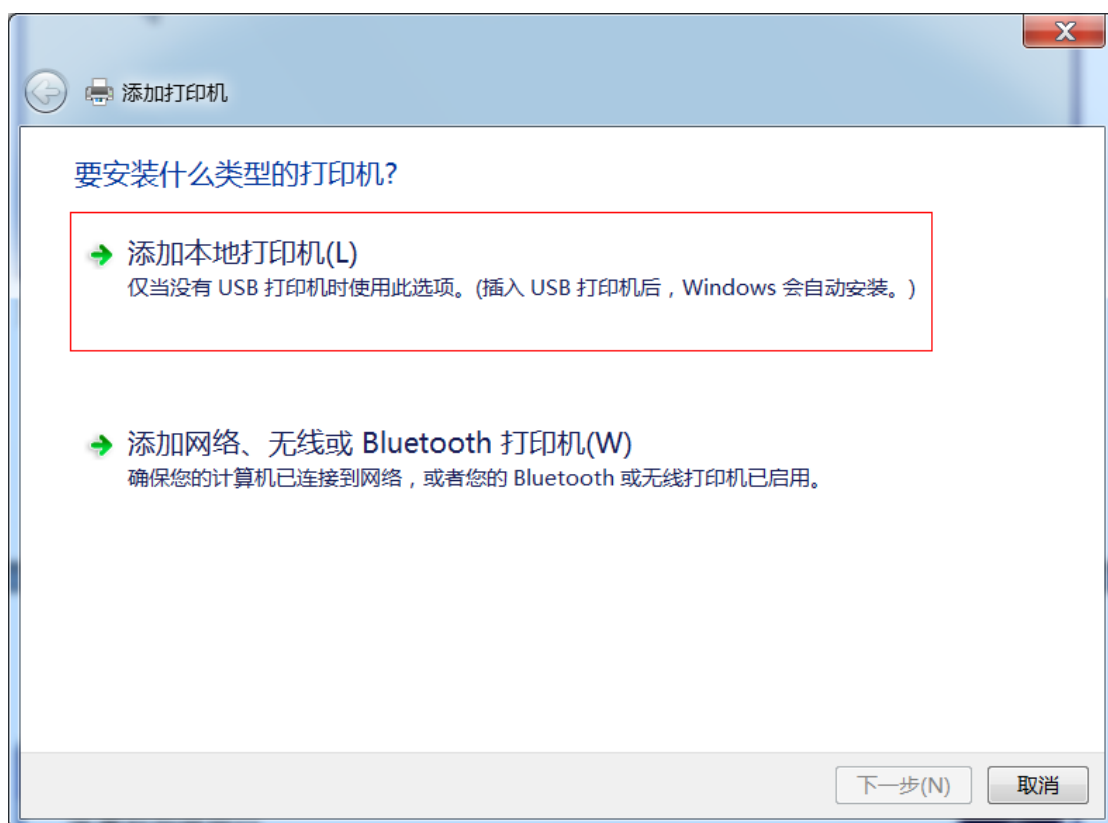 添加打印机
要安装什么类型的打印机?
添加本地打印机(L)
仅当没有 USB 打印机时使用此选项。(插入 USB 打印机后，Windows 会自动安装。)
添加网络、无线或 Bluetooth 打印机(W)
确保您的计算机已连接到网络，或者您的 Bluetooth 或无线打印机已启用。
下一步(N)
取消